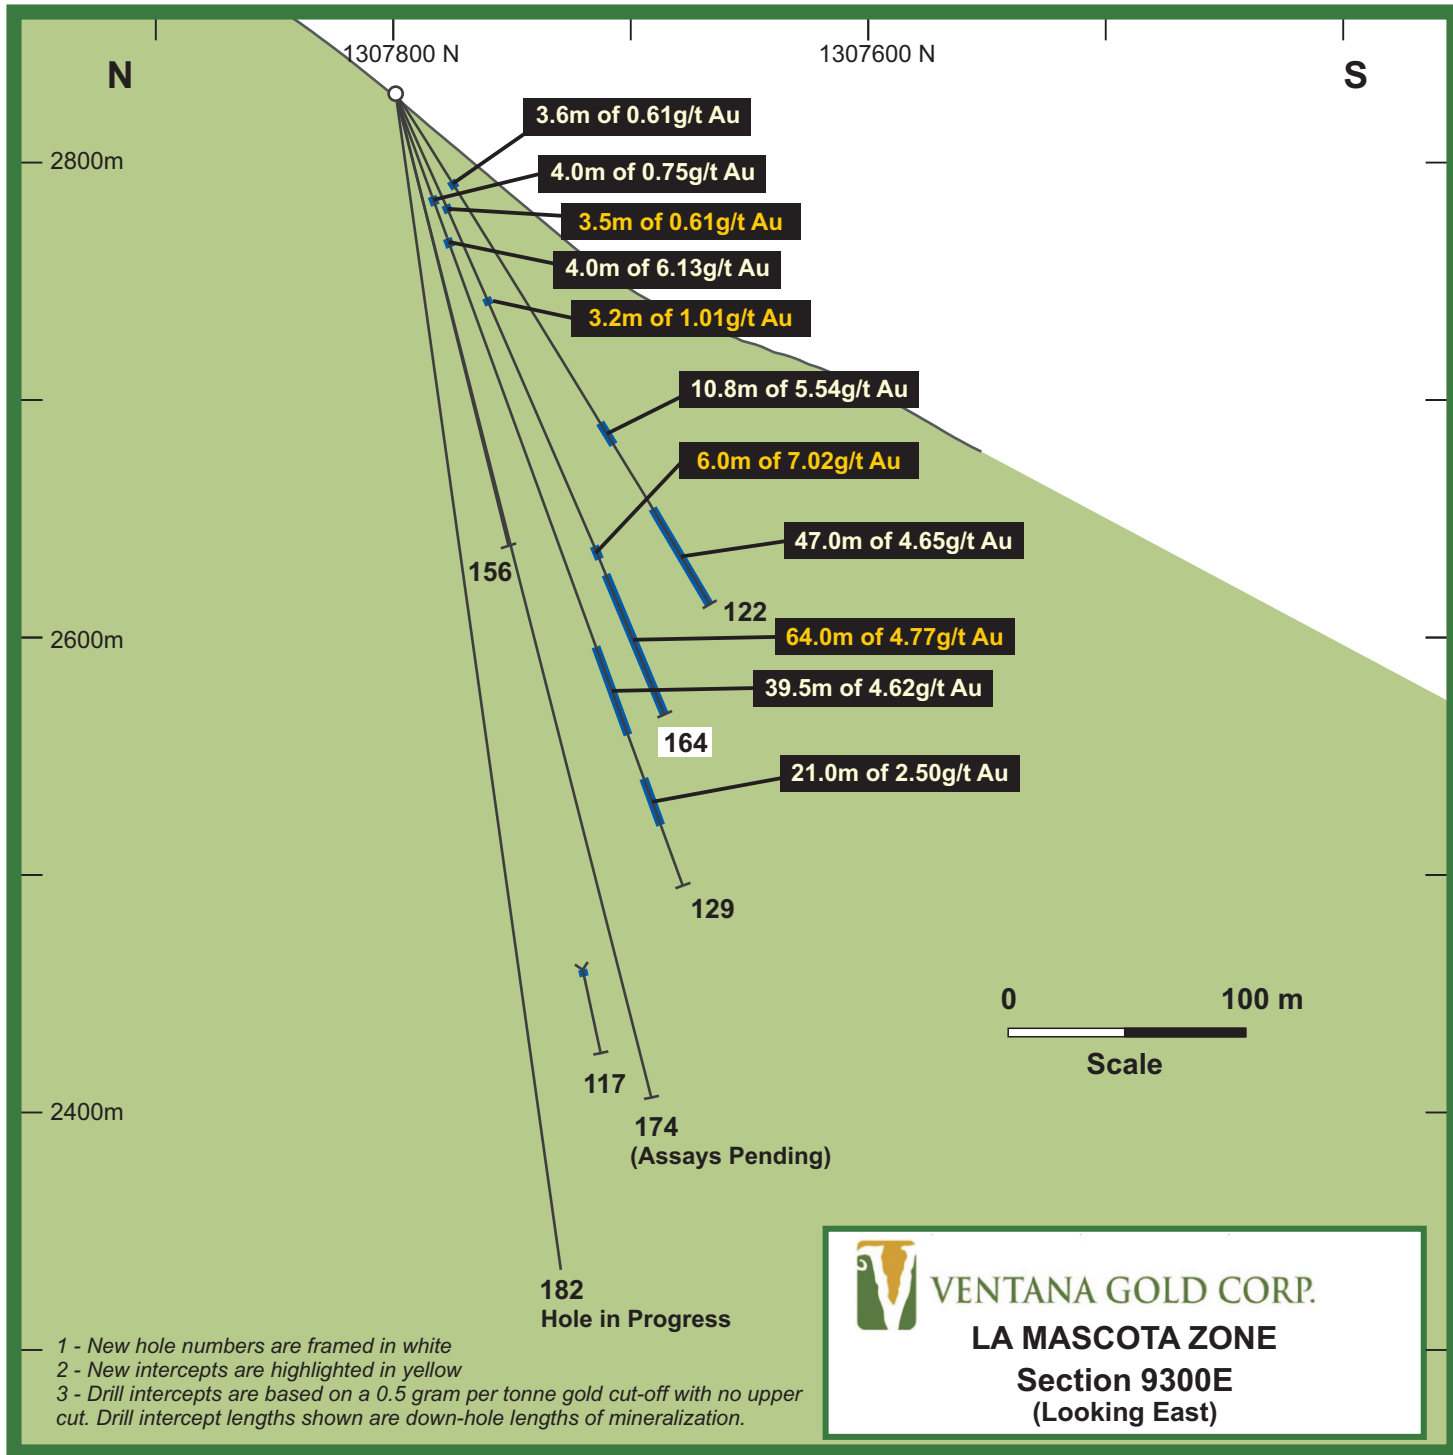 1307800 N
1307600 N
N
S
3.6m of 0.61g/t Au
2800m
4.0m of 0.75g/t Au
3.5m of 0.61g/t Au
4.0m of 6.13g/t Au
3.2m of 1.01g/t Au
10.8m of 5.54g/t Au
6.0m of 7.02g/t Au
47.0m of 4.65g/t Au
156
122
2600m
64.0m of 4.77g/t Au
39.5m of 4.62g/t Au
164
21.0m of 2.50g/t Au
129
0
100 m
Scale
117
2400m
174
(Assays Pending)
182
Hole in Progress
1 - New hole numbers are framed in white
2 - New intercepts are highlighted in yellow
3 - Drill intercepts are based on a 0.5 gram per tonne gold cut-off with no upper
cut. Drill intercept lengths shown are down-hole lengths of mineralization.
VENTANA GOLD CORP.
LA MASCOTA ZONE
Section 9300E
(Looking East)